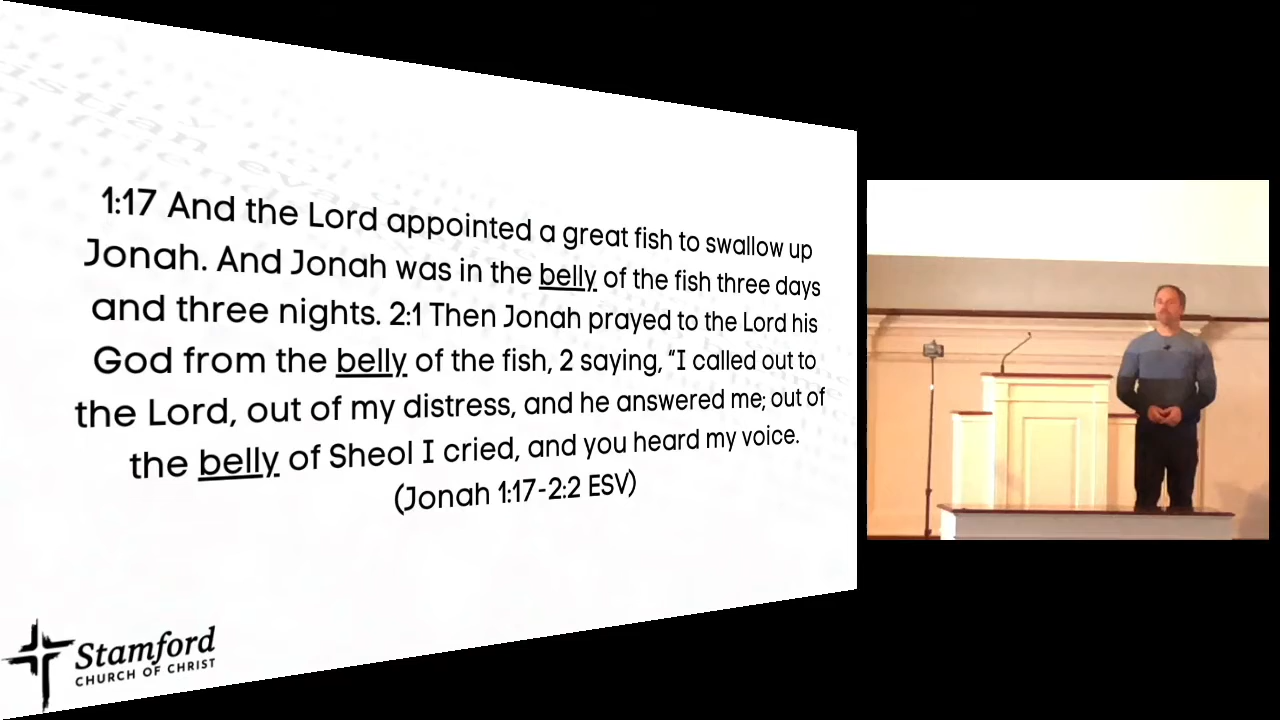 1:17 And the Lord appointed a great fish to swallow up
Jonah. And Jonah was in the belly of the fish three days
and three nights. 2:1 Then Jonah prayed to the Lord his
God from the belly of the fish, 2 saying, “I called out to
the Lord, out of my distress, and he answered me; out of
the belly of Sheol I cried, and you heard my voice.
(Jonah 1:17-2:2 ESV)
Stamford
CHURCH OF CHRIST